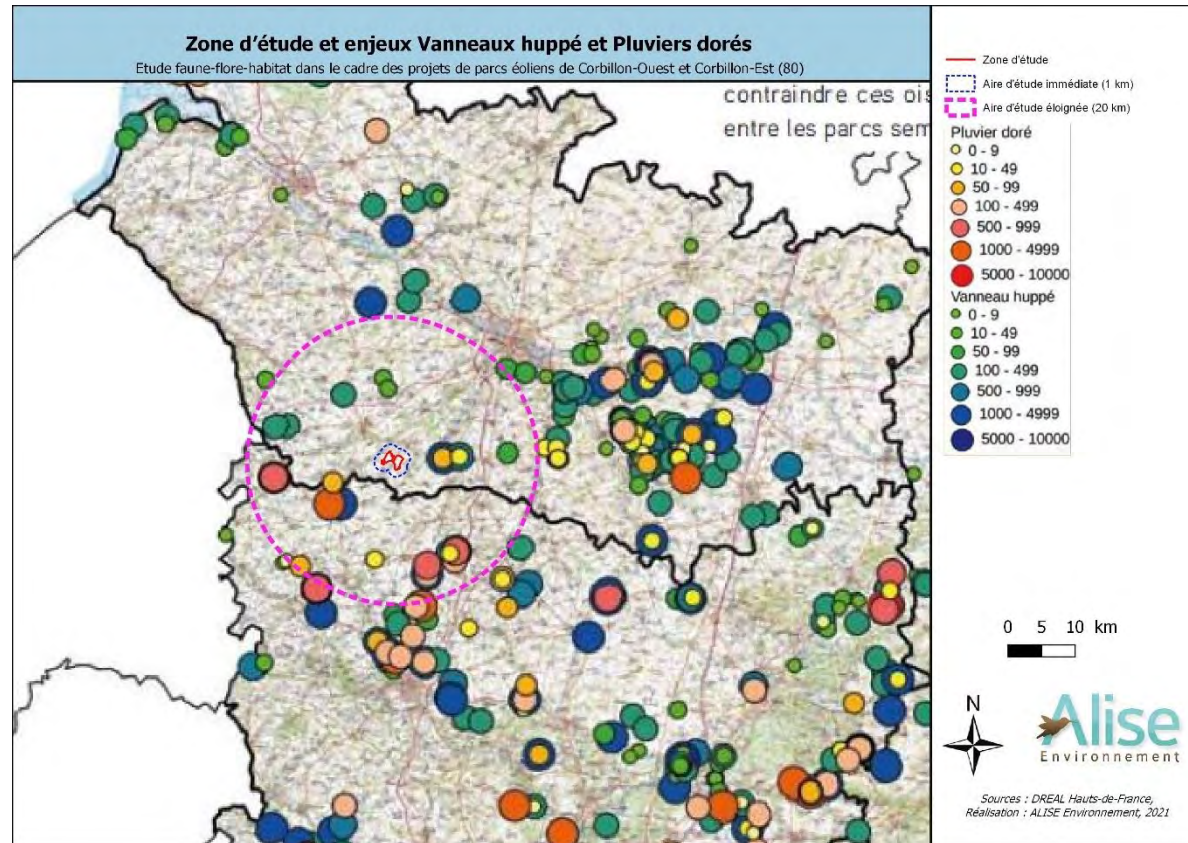 Zone d'étude et enjeux Vanneaux huppé et Pluviers dorés
Etude faune-flore-habitat dans le cadre des projets de parcs éoliens de Corbillon-Ouest et Corbillon-Est (80)
contraindre ces ois
entre les parcs sem
Zone d'étude
Aire d'étude immédiate (1 km)
Aire d'étude éloignée (20 km)
Pluvier doré
0 - 9
10 - 49
50 - 99
100 - 499
500 - 999
1000 - 4999
5000 - 10000
Vanneau huppé
0 - 9
10 - 49
50 - 99
100 - 499
500 - 999
1000 - 4999
5000 - 10000
0 5 10 km
N
Alise
Environnement
Sources : DREAL Hauts-de-France,
Réalisation : ALISE Environnement, 2021